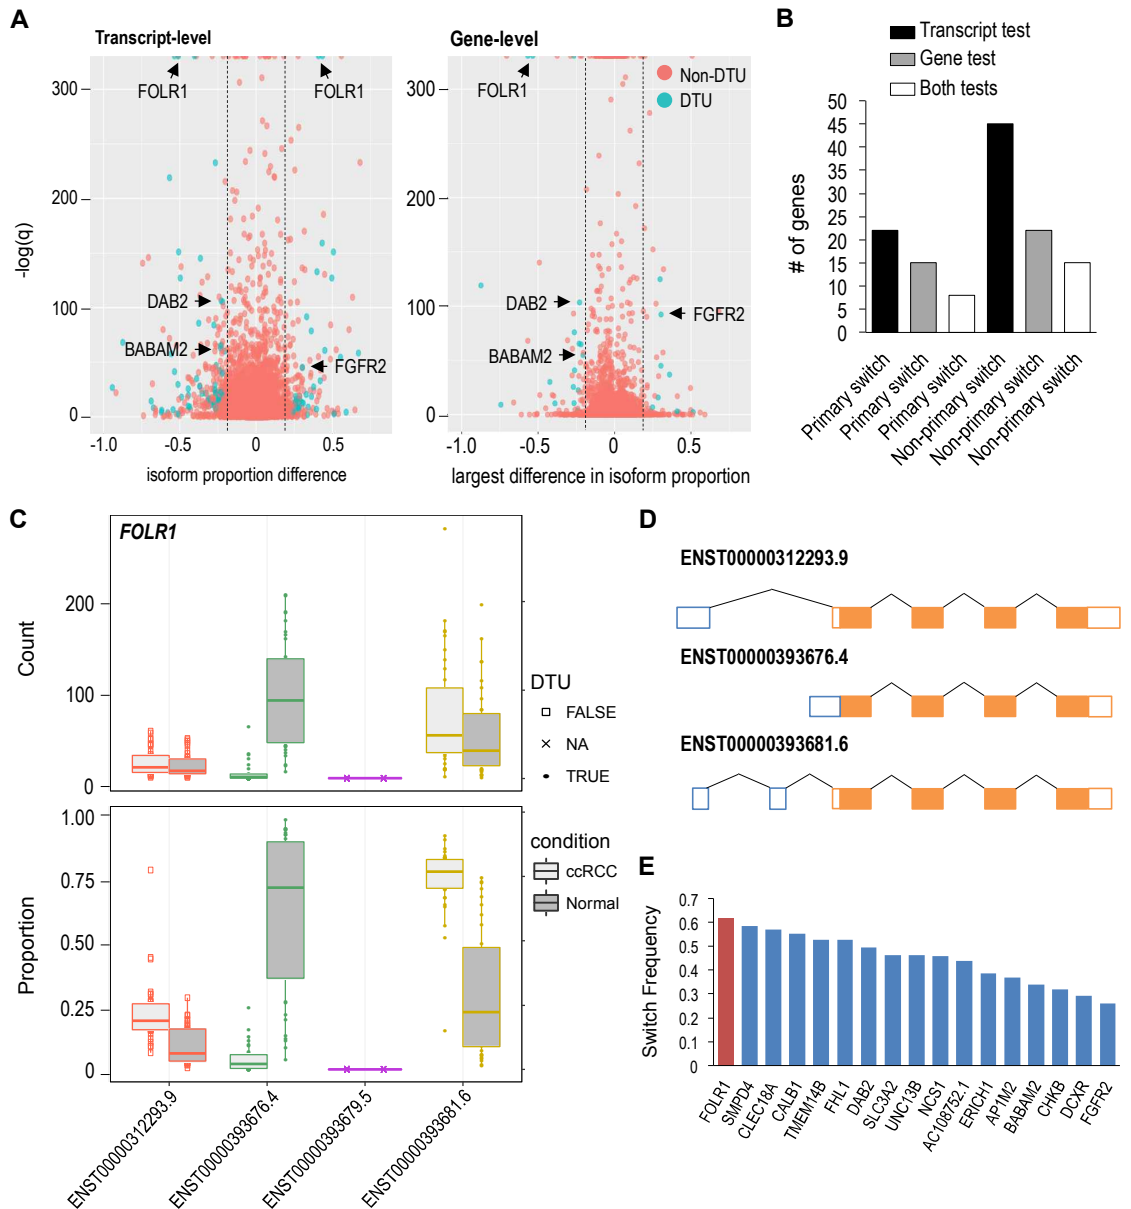 A
Transcript-level
Gene-level
-log(q)
300
200
100
0
-1.0
-0.5
0
0.5
isoform proportion difference
FOLR1
FOLR1
DAB2
BABAM2
FGFR2
300
200
100
0
-1.0
-0.5
0
0.5
largest difference in isoform proportion
FOLR1
Non-DTU
DTU
DAB2
FGFR2
BABAM2
B
Transcript test
Gene test
Both tests
# of genes
50
45
40
35
30
25
20
15
10
5
0
Primary switch
Primary switch
Primary switch
Non-primary switch
Non-primary switch
Non-primary switch
C
FOLR1
Count
200
100
0
DTU
FALSE
NA
TRUE
Proportion
1.00
0.75
0.50
0.25
0
condition
ccRCC
Normal
ENST00000312293.9
ENST00000393676.4
ENST00000393679.5
ENST00000393681.6
D
ENST00000312293.9
ENST00000393676.4
ENST00000393681.6
E
Switch Frequency
0.7
0.6
0.5
0.4
0.3
0.2
0.1
0
FOLR1
SMPD4
CLEC18A
CALB1
TMEM14B
FHL1
DAB2
SLC3A2
UNC13B
NCS1
AC108752.1
ERICH1
AP1M2
BABAM2
CHKB
DCXR
FGFR2